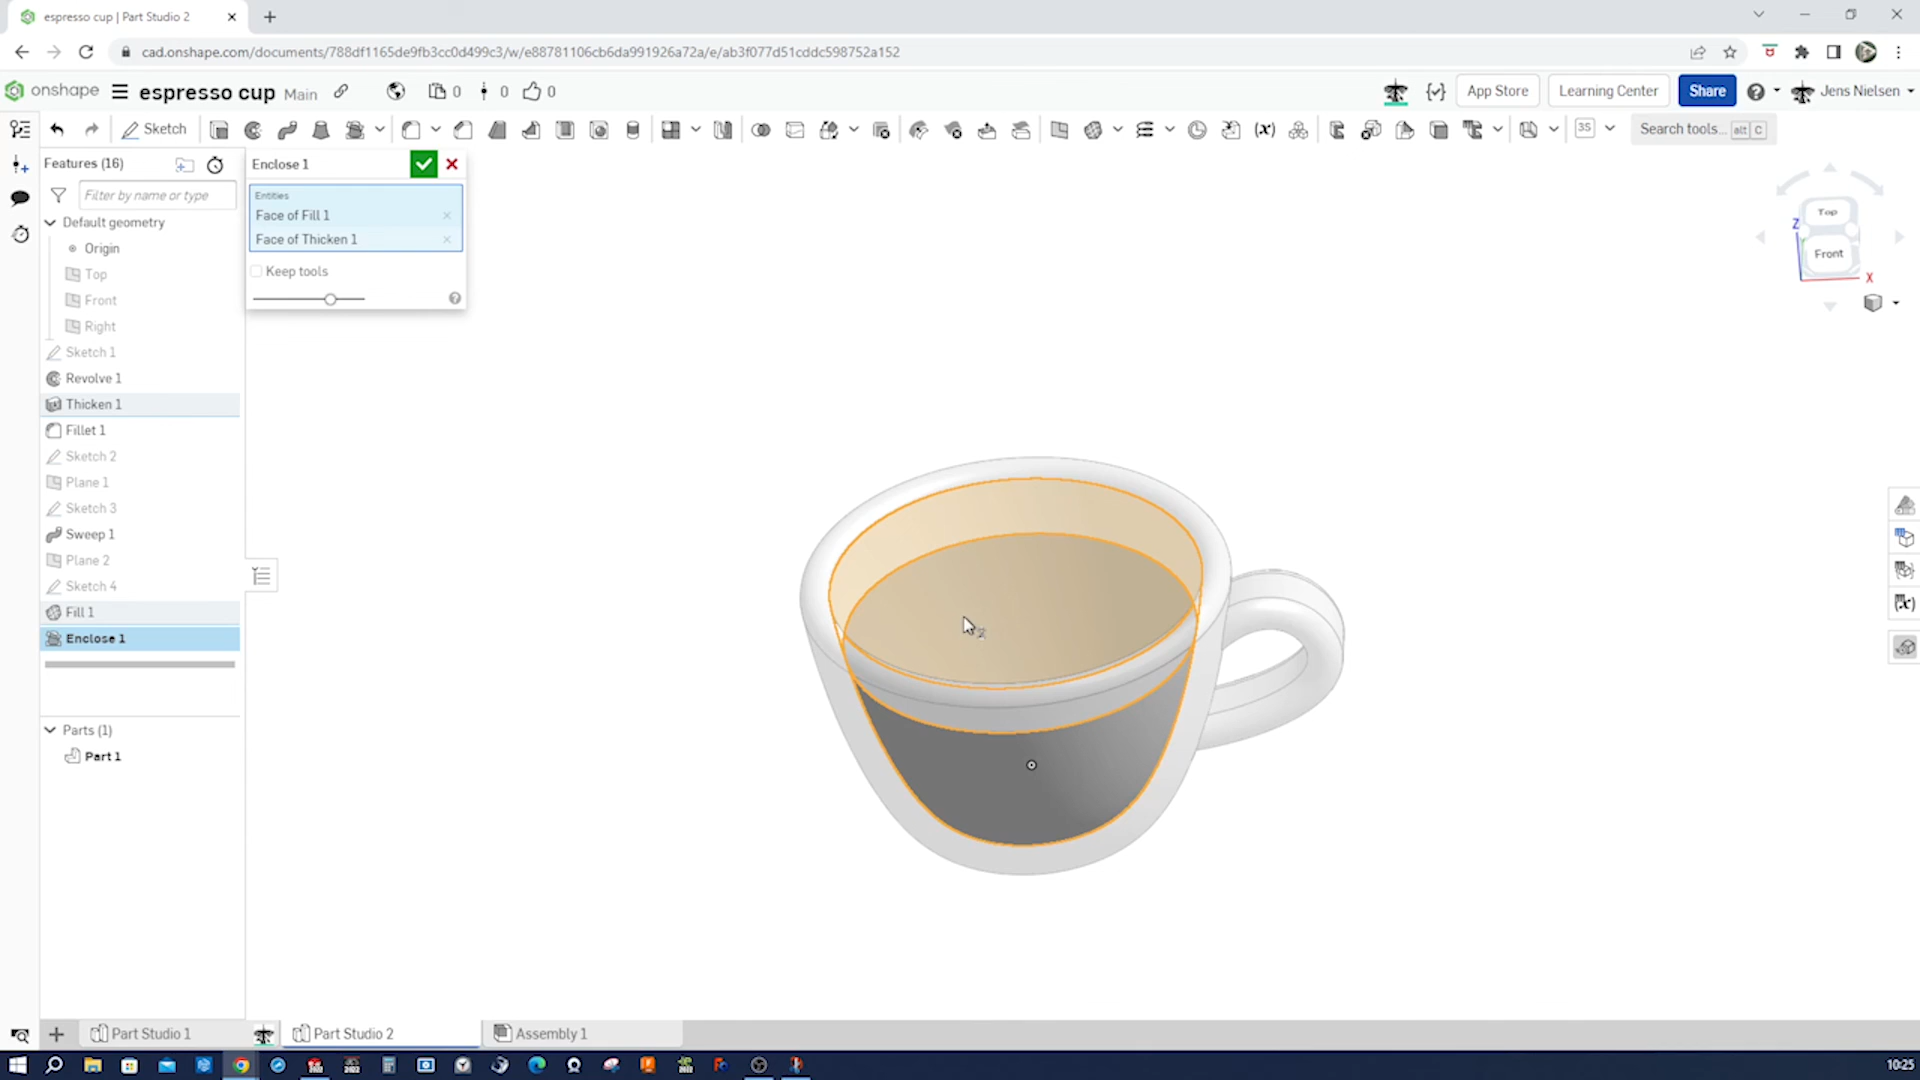 espresso cup | Part Studio 2
cad.onshape.com/documents/788df1165de9fb3cc0d499c3/w/e88781106cb6da991926a72a/e/ab3f077d51cddc598752a152
onshape espresso cup Main 0 0 0 App Store Learning Center Share Jens Nielsen
Sketch (x) 3S Search tools... alt C
Features (16)
Filter by name or type
Default geometry
Origin
Top
Front
Right
Sketch 1
Revolve 1
Thicken 1
Fillet 1
Sketch 2
Plane 1
Sketch 3
Sweep 1
Plane 2
Sketch 4
Fill 1
Enclose 1
Parts (1)
Part 1
Enclose 1
Entities
Face of Fill 1
Face of Thicken 1
Keep tools
Top
Z
Front
X
(x)
Part Studio 1 Part Studio 2 Assembly 1
10:25